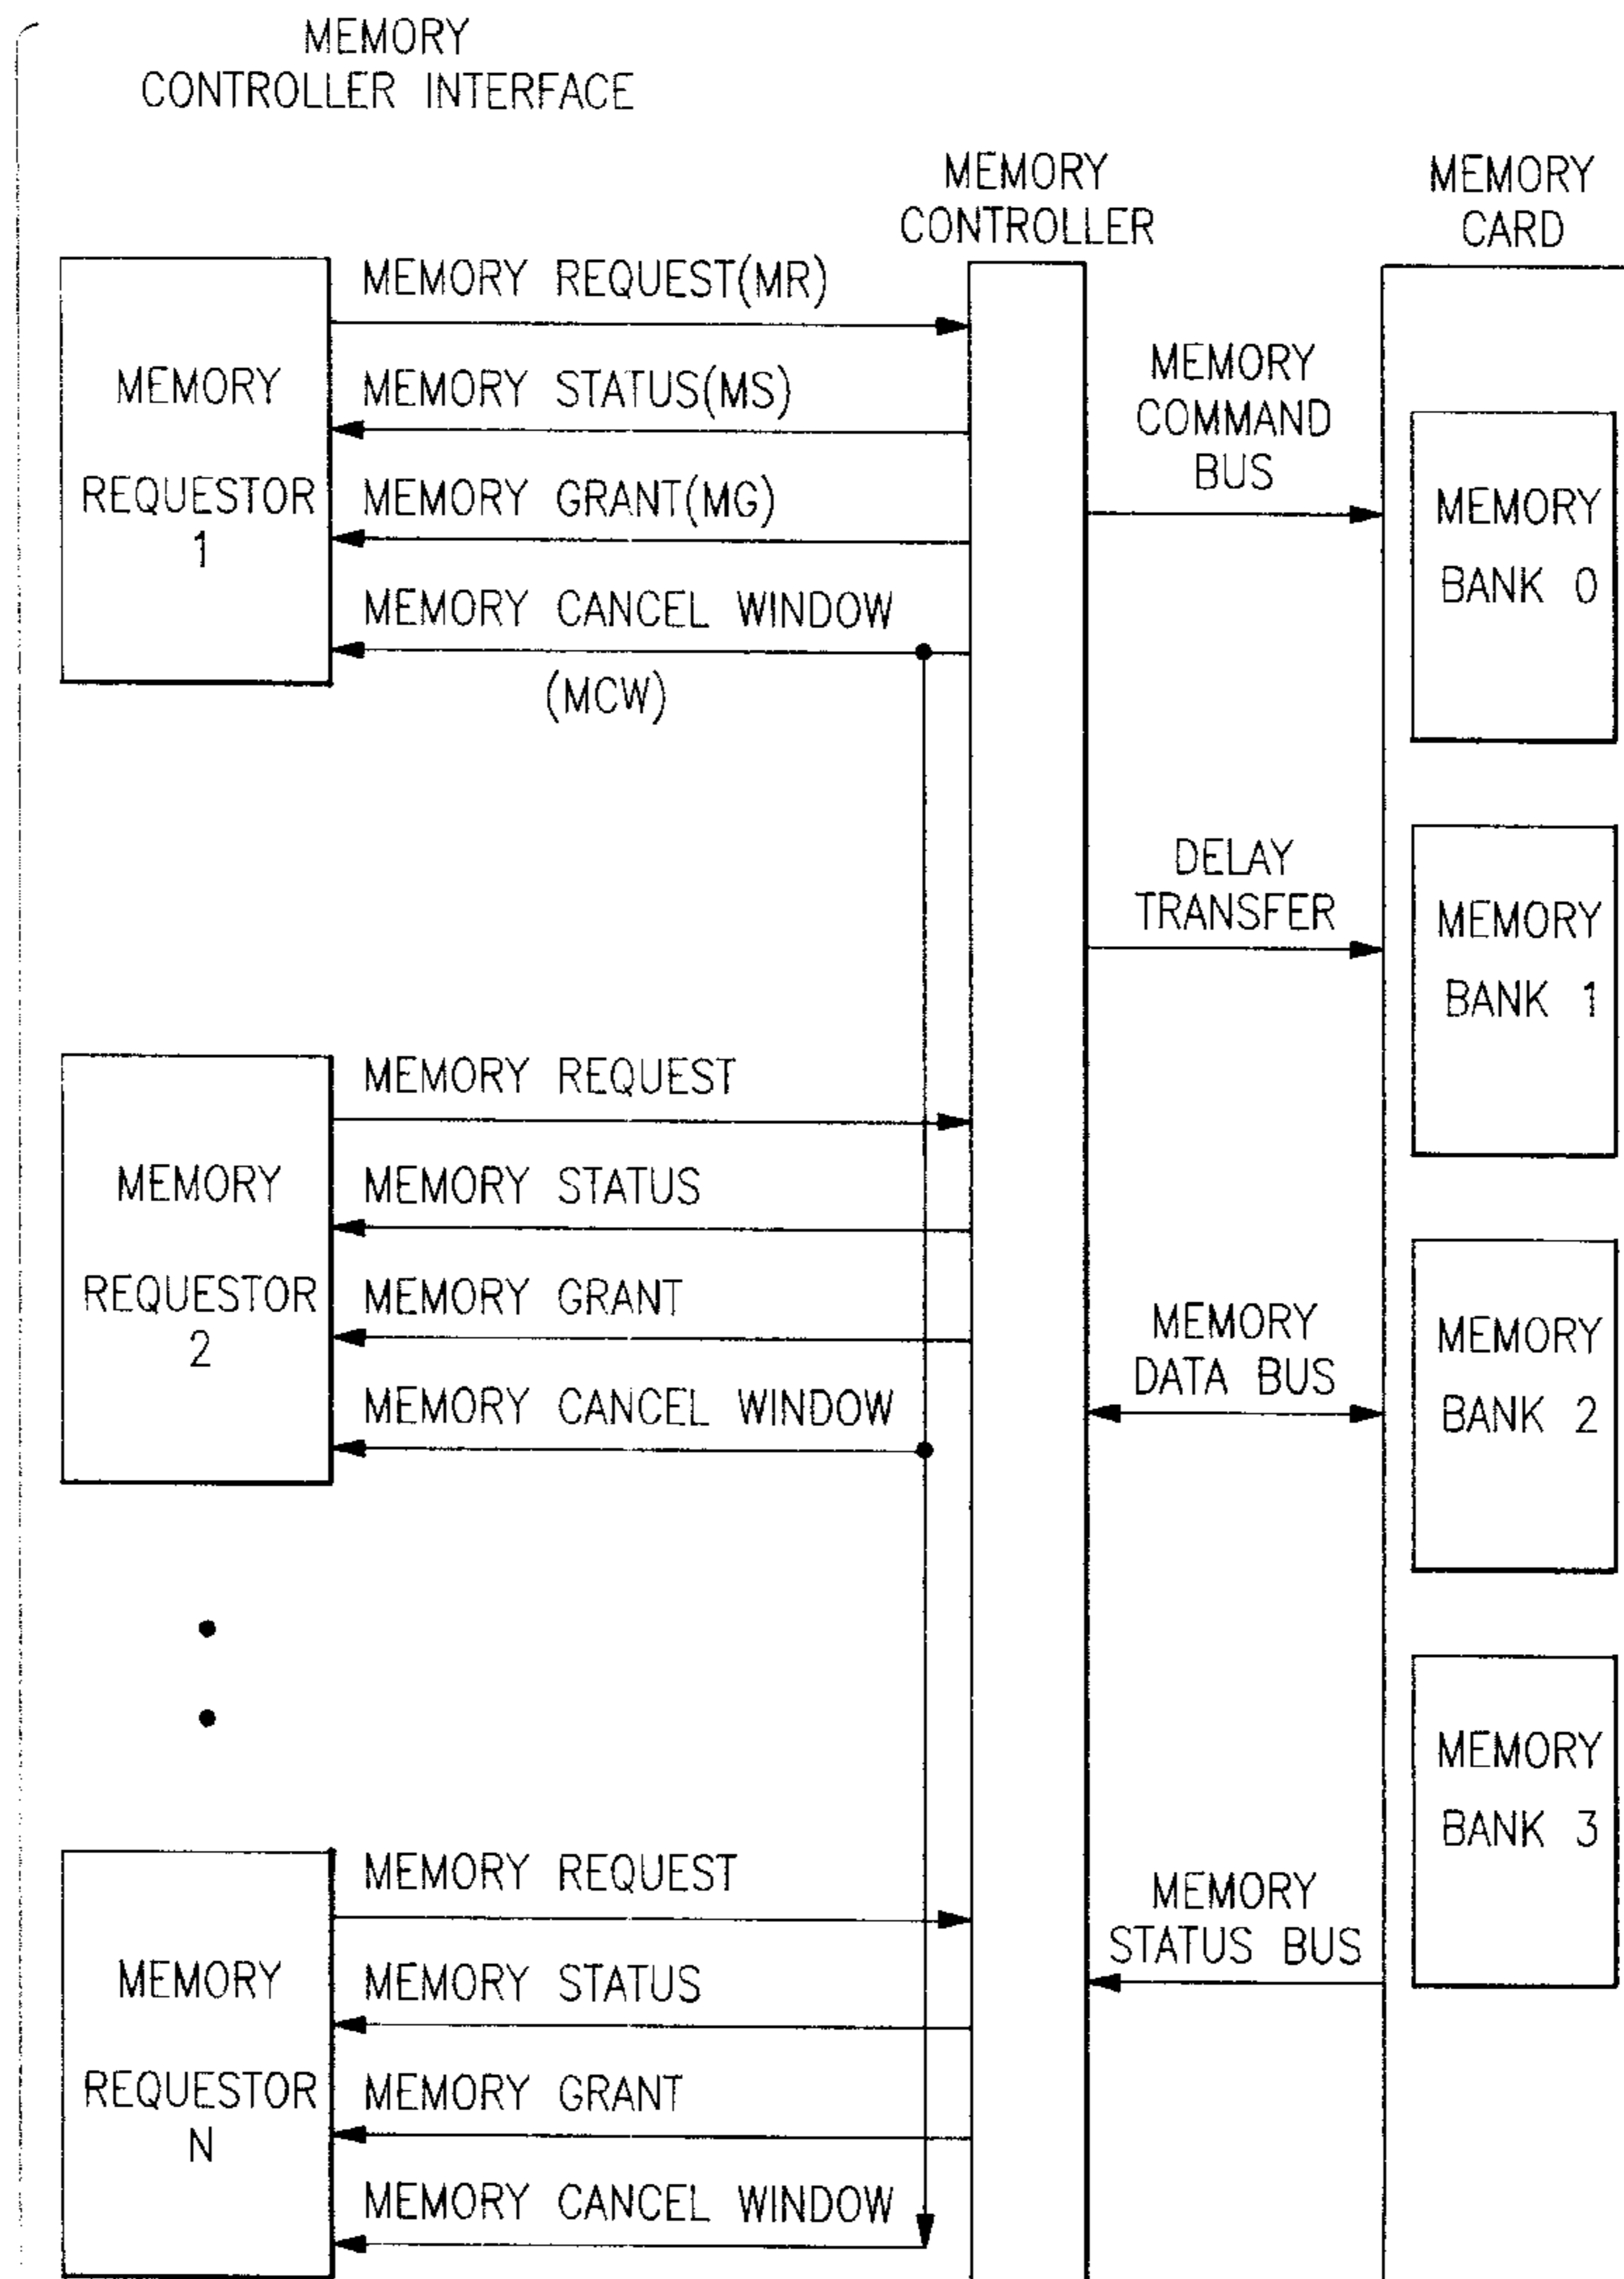 MEMORY
CONTROLLER INTERFACE
MEMORY
CONTROLLER
MEMORY
CARD
MEMORY
REQUESTOR
1
MEMORY REQUEST(MR)
MEMORY STATUS(MS)
MEMORY GRANT(MG)
MEMORY CANCEL WINDOW
(MCW)
MEMORY
COMMAND
BUS
MEMORY
BANK 0
DELAY
TRANSFER
MEMORY
BANK 1
MEMORY
REQUESTOR
2
MEMORY REQUEST
MEMORY STATUS
MEMORY GRANT
MEMORY CANCEL WINDOW
MEMORY
DATA BUS
MEMORY
BANK 2
MEMORY
BANK 3
MEMORY
REQUESTOR
N
MEMORY REQUEST
MEMORY STATUS
MEMORY GRANT
MEMORY CANCEL WINDOW
MEMORY
STATUS BUS